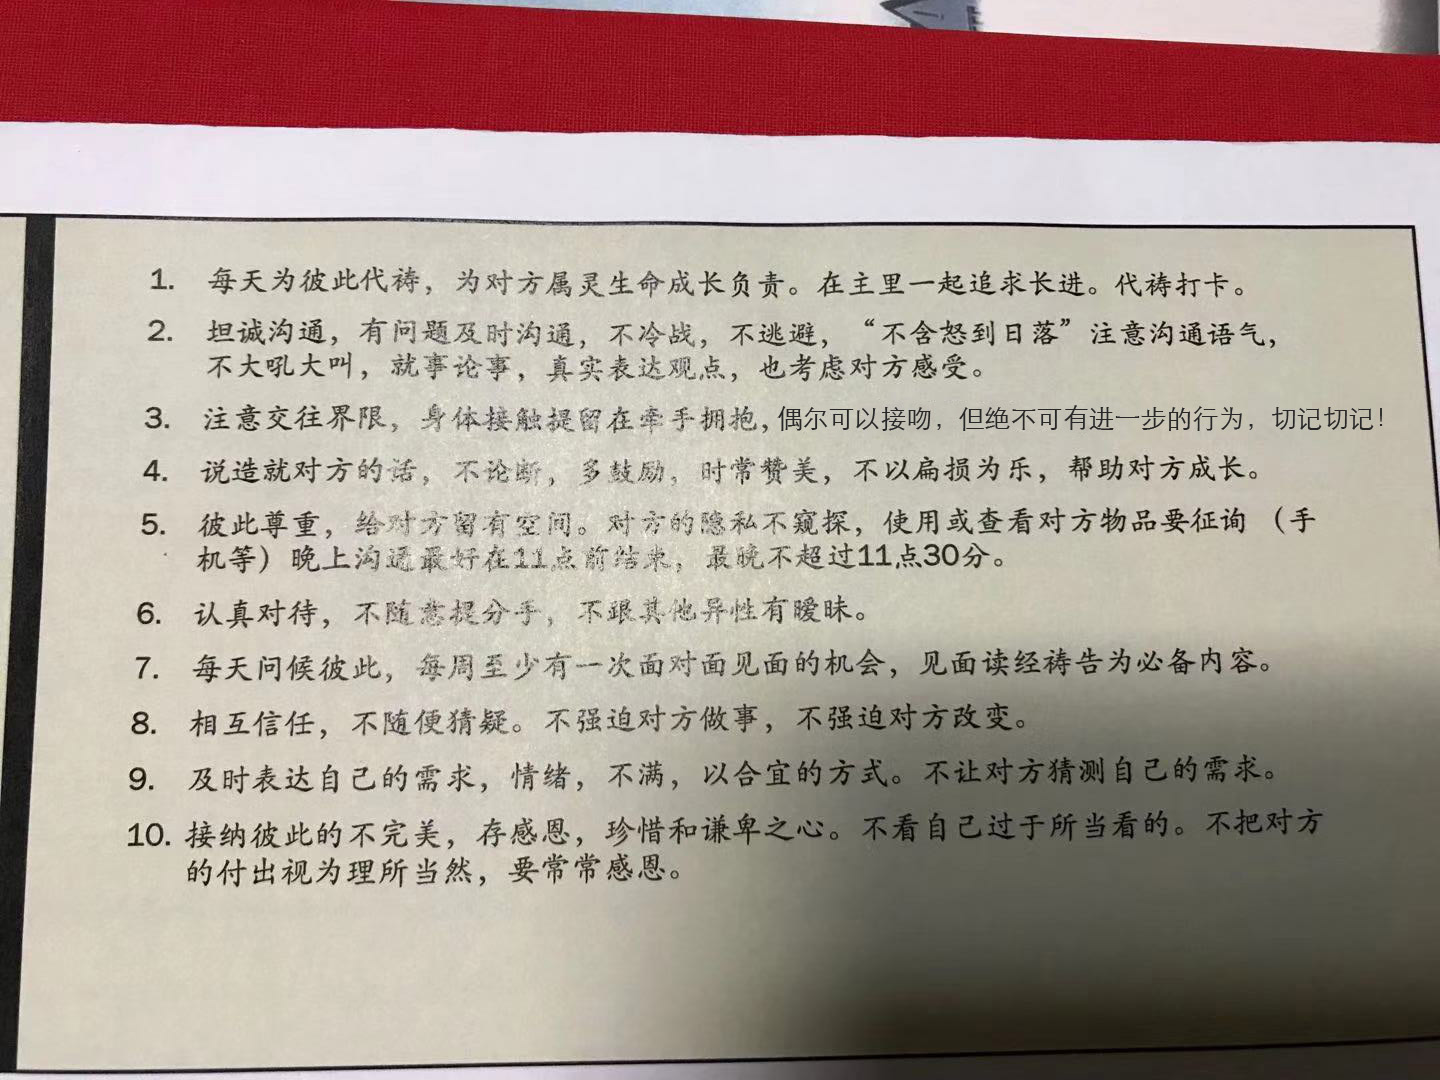 1. 每天为彼此代祷，为对方属灵生命成长负责。在主里一起追求长进。代祷打卡。
2. 坦诚沟通，有问题及时沟通，不冷战，不逃避，“不含怒到日落”注意沟通语气，
不大吼大叫，就事论事，真实表达观点，也考虑对方感受。
3. 注意交往界限，身体接触提留在牵手拥抱，偶尔可以接吻，但绝不可有进一步的行为，切记切记！
4. 说造就对方的话，不论断，多鼓励，时常赞美，不以扁损为乐，帮助对方成长。
5. 彼此尊重，给对方留有空间。对方的隐私不窥探，使用或查看对方物品要征询（手
机等）晚上沟通最好在11点前结束，最晚不超过11点30分。
6. 认真对待，不随意提分手，不跟其他异性有暧昧。
7. 每天问候彼此，每周至少有一次面对面见面的机会，见面读经祷告为必备内容。
8. 相互信任，不随便猜疑。不强迫对方做事，不强迫对方改变。
9. 及时表达自己的需求，情绪，不满，以合宜的方式。不让对方猜测自己的需求。
10. 接纳彼此的不完美，存感恩，珍惜和谦卑之心。不看自己过于所当看的。不把对方
的付出视为理所当然，要常常感恩。